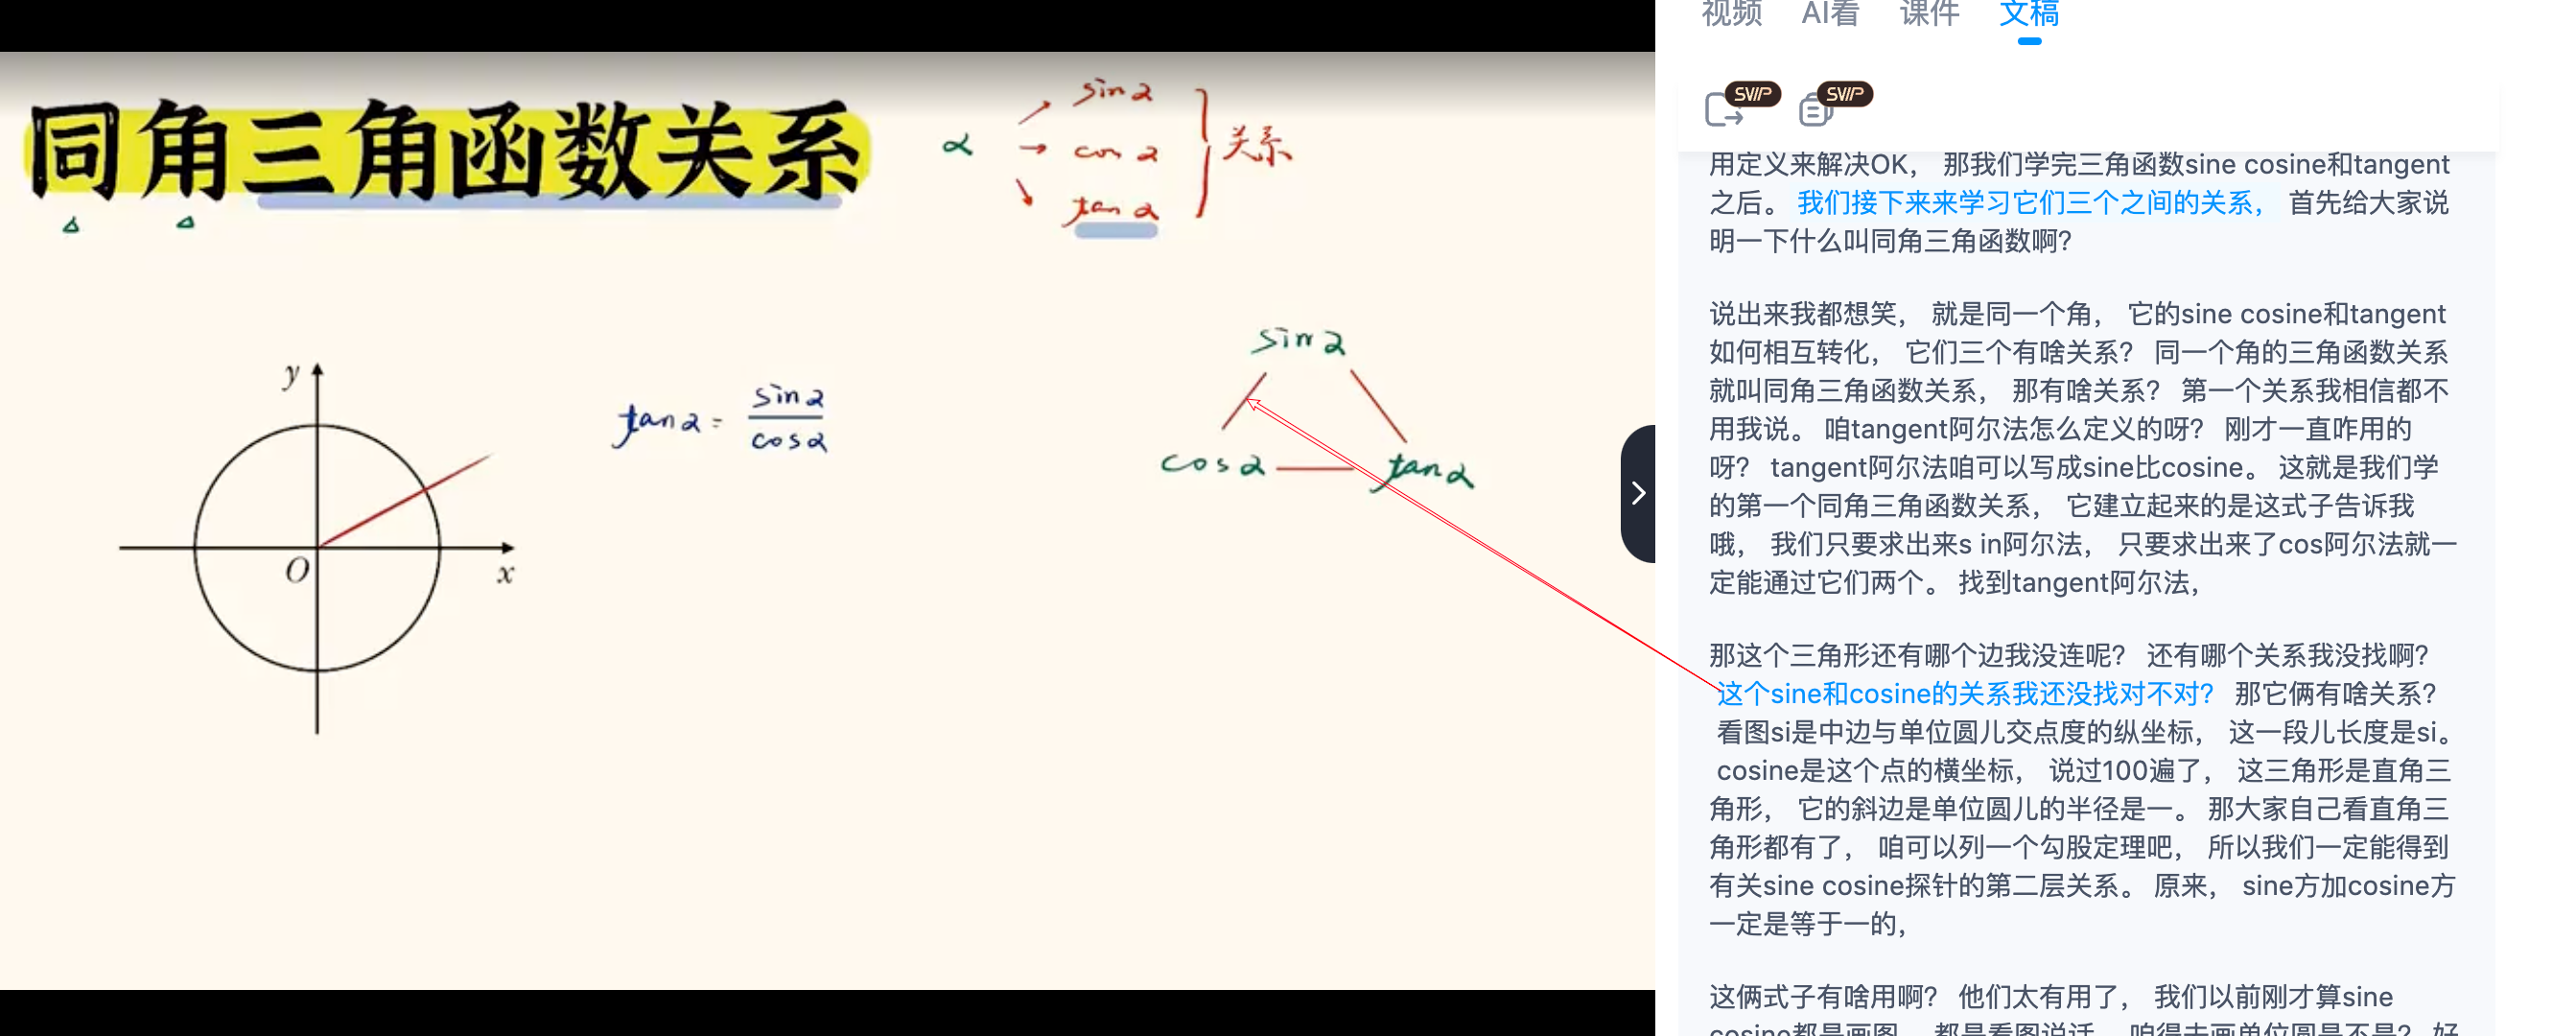 同角三角函数关系
α
sin α
cos α
tan α
关系
y
O
x
tan α = sin α / cos α
sin α
cos α
tan α
视频 AI看 课件 文稿
SVIP SVIP
用定义来解决OK， 那我们学完三角函数sine cosine和tangent
之后。 我们接下来来学习它们三个之间的关系， 首先给大家说
明一下什么叫同角三角函数啊？
说出来我都想笑， 就是同一个角， 它的sine cosine和tangent
如何相互转化， 它们三个有啥关系？ 同一个角的三角函数关系
就叫同角三角函数关系， 那有啥关系？ 第一个关系我相信都不
用我说。 咱tangent阿尔法怎么定义的呀？ 刚才一直咋用的
呀？ tangent阿尔法咱可以写成sine比cosine。 这就是我们学
的第一个同角三角函数关系， 它建立起来的是这式子告诉我
哦， 我们只要求出来s in阿尔法， 只要求出来了cos阿尔法就一
定能通过它们两个。 找到tangent阿尔法，
那这个三角形还有哪个边我没连呢？ 还有哪个关系我没找啊？
这个sine和cosine的关系我还没找对不对？ 那它俩有啥关系？
看图si是中边与单位圆儿交点度的纵坐标， 这一段儿长度是si。
cosine是这个点的横坐标， 说过100遍了， 这三角形是直角三
角形， 它的斜边是单位圆儿的半径是一。 那大家自己看直角三
角形都有了， 咱可以列一个勾股定理吧， 所以我们一定能得到
有关sine cosine探针的第二层关系。 原来， sine方加cosine方
一定是等于一的，
这俩式子有啥用啊？ 他们太有用了， 我们以前刚才算sine
cosine都是画图， 都是看图说话， 咱得去画单位圆是不是？ 好